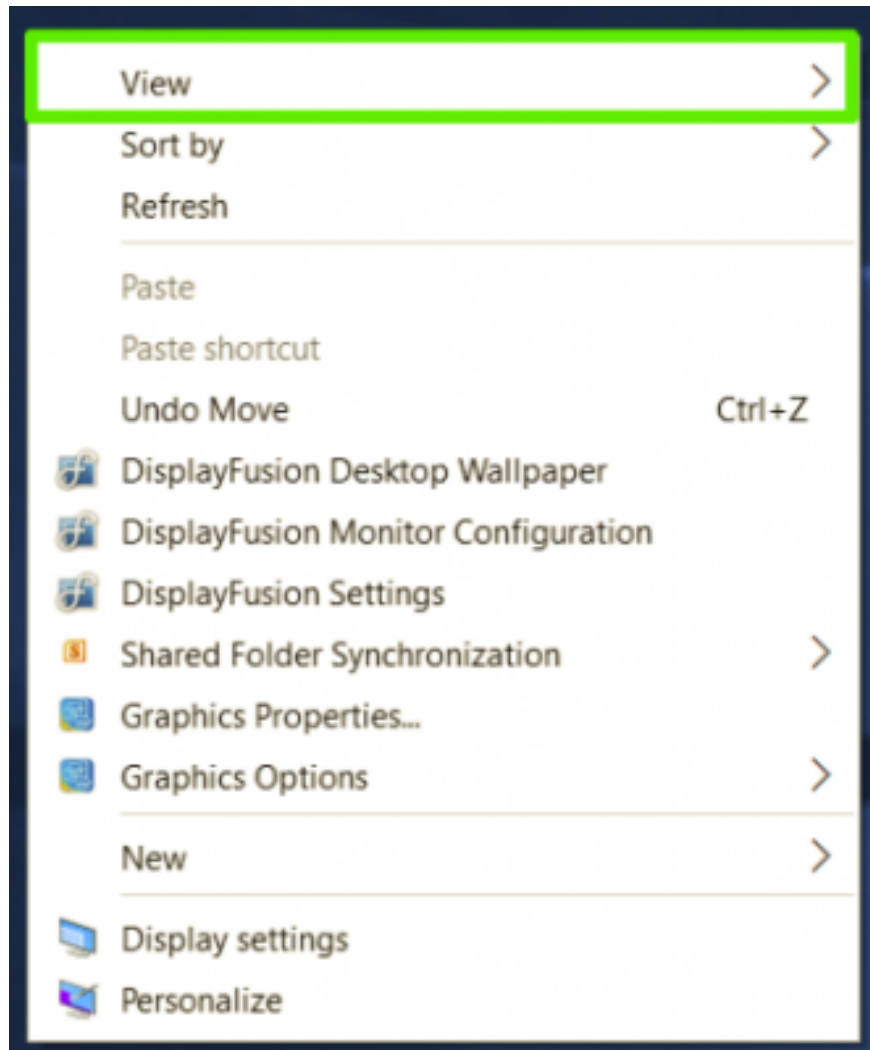 View
Sort by
Refresh
Paste
Paste shortcut
Undo Move Ctrl+Z
DisplayFusion Desktop Wallpaper
DisplayFusion Monitor Configuration
DisplayFusion Settings
Shared Folder Synchronization
Graphics Properties...
Graphics Options
New
Display settings
Personalize